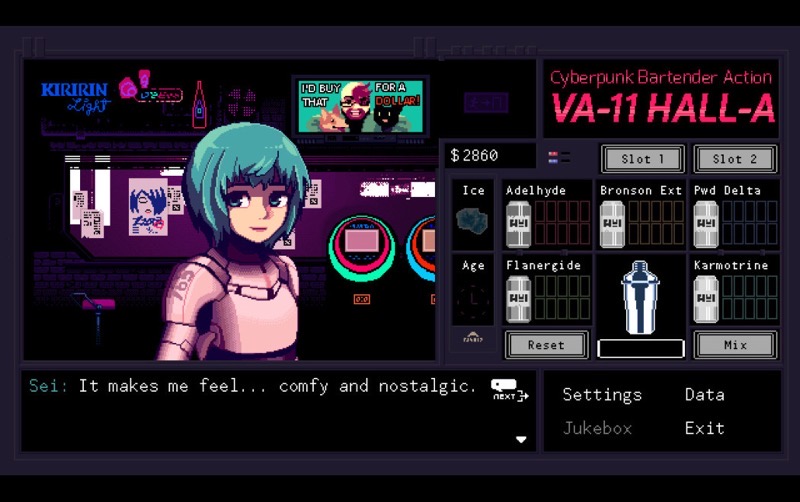 KIRIRIN
Light
I'D BUY FOR A
THAT DOLLAR!
Cyberpunk Bartender Action
VA-11 HALL-A
$2860
Slot 1
Slot 2
Ice
Adelhyde
Bronson Ext
Pwd Delta
Age
Flanergide
Karmotrine
Reset
Mix
765
Sei: It makes me feel... comfy and nostalgic.
NEXT
Settings
Data
Jukebox
Exit